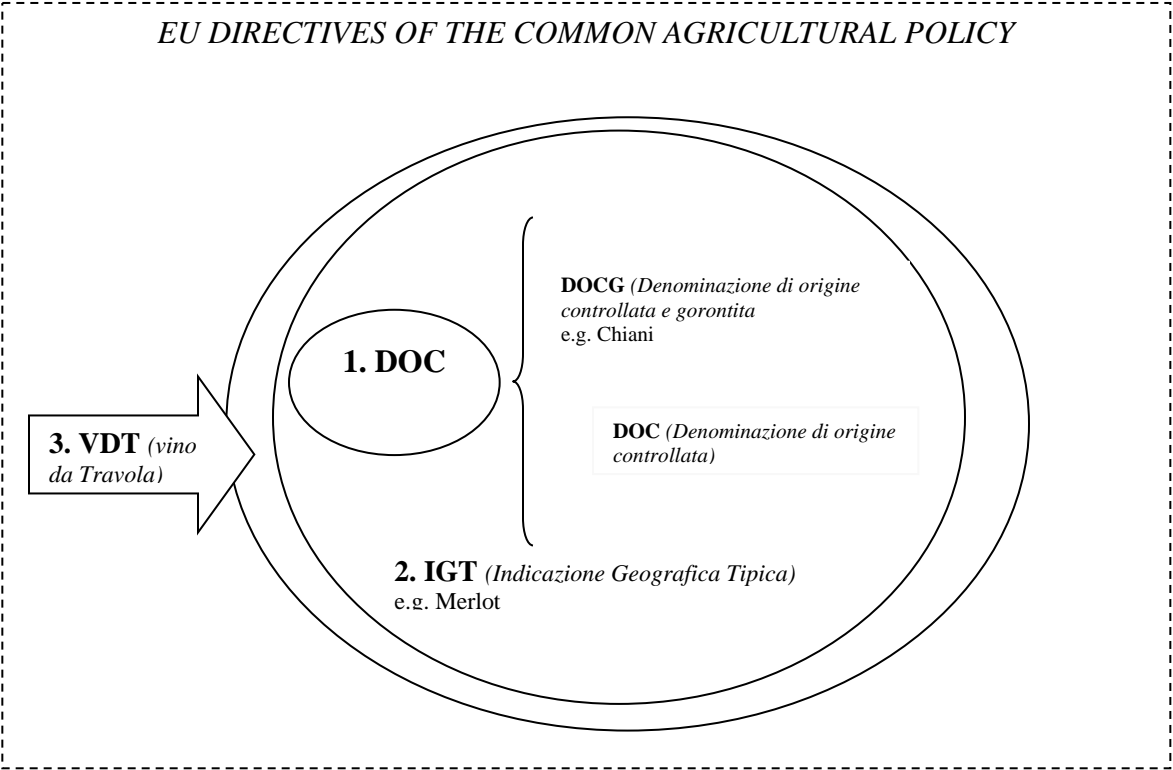 EU DIRECTIVES OF THE COMMON AGRICULTURAL POLICY
DOCG (Denominazione di origine
controllata e gorontita
e.g. Chiani
1. DOC
DOC (Denominazione di origine
controllata)
3. VDT (vino
da Travola)
2. IGT (Indicazione Geografica Tipica)
e.g. Merlot